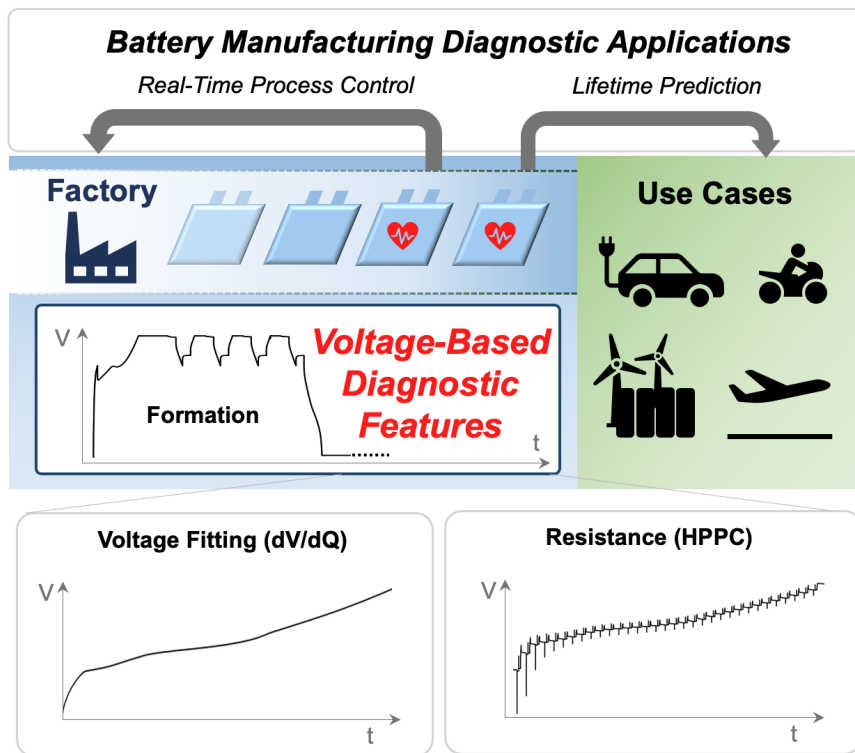 Battery Manufacturing Diagnostic Applications
Real-Time Process Control
Lifetime Prediction
Factory
Use Cases
V
Voltage-Based
Diagnostic
Features
Formation
t
Voltage Fitting (dV/dQ)
V
t
Resistance (HPPC)
V
t